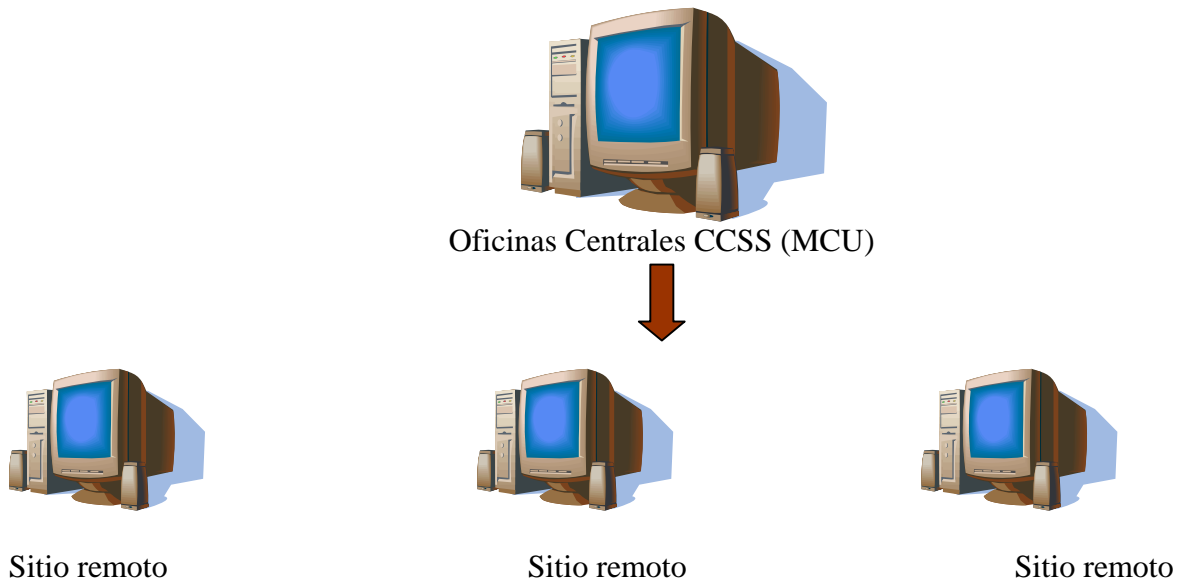 Oficinas Centrales CCSS (MCU)
Sitio remoto Sitio remoto Sitio remoto